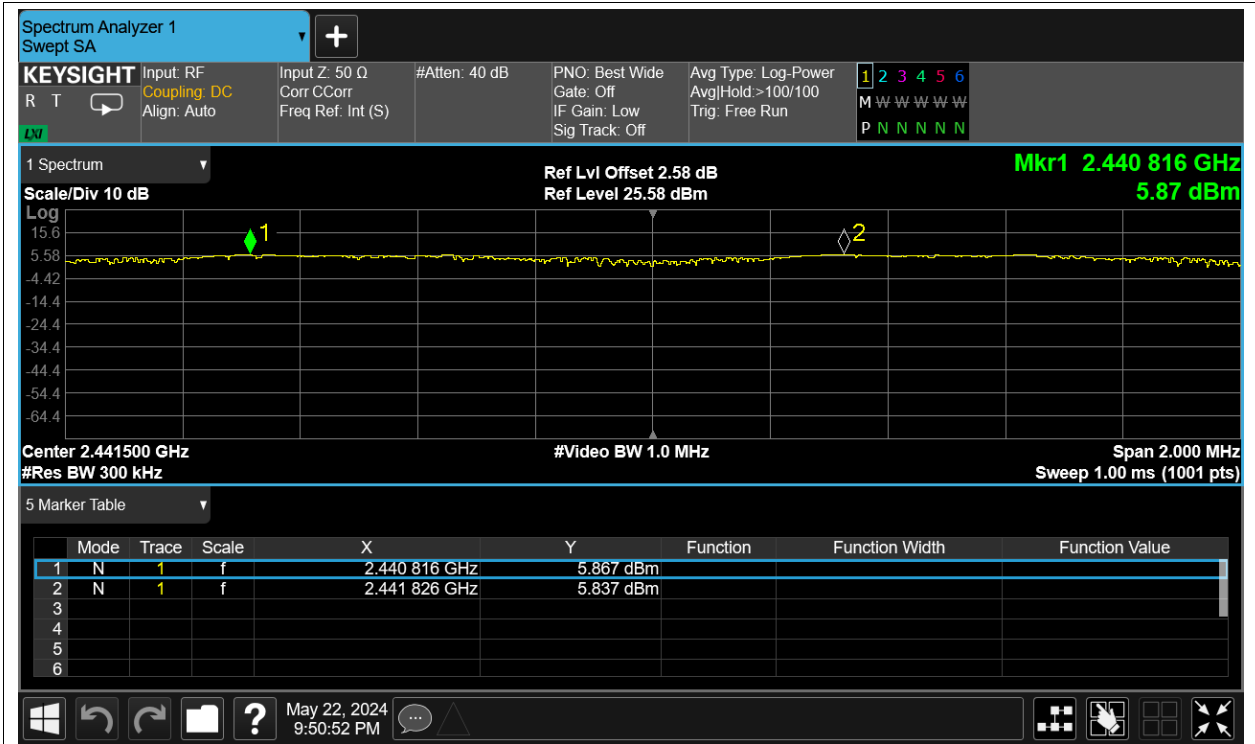 Spectrum Analyzer 1
Swept SA
KEYSIGHT
R T
LXI
Input: RF
Coupling: DC
Align: Auto
Input Z: 50 Ω
Corr CCorr
Freq Ref: Int (S)
#Atten: 40 dB
PNO: Best Wide
Gate: Off
IF Gain: Low
Sig Track: Off
Avg Type: Log-Power
Avg|Hold:>100/100
Trig: Free Run
1 2 3 4 5 6
M W W W W W
P N N N N N
1 Spectrum
Scale/Div 10 dB
Ref Lvl Offset 2.58 dB
Ref Level 25.58 dBm
Mkr1 2.440 816 GHz
5.87 dBm
Log
15.6
5.58
-4.42
-14.4
-24.4
-34.4
-44.4
-54.4
-64.4
1
2
Center 2.441500 GHz
#Res BW 300 kHz
#Video BW 1.0 MHz
Span 2.000 MHz
Sweep 1.00 ms (1001 pts)
5 Marker Table
Mode Trace Scale X Y Function Function Width Function Value
1 N 1 f 2.440 816 GHz 5.867 dBm
2 N 1 f 2.441 826 GHz 5.837 dBm
3
4
5
6
?
May 22, 2024
9:50:52 PM